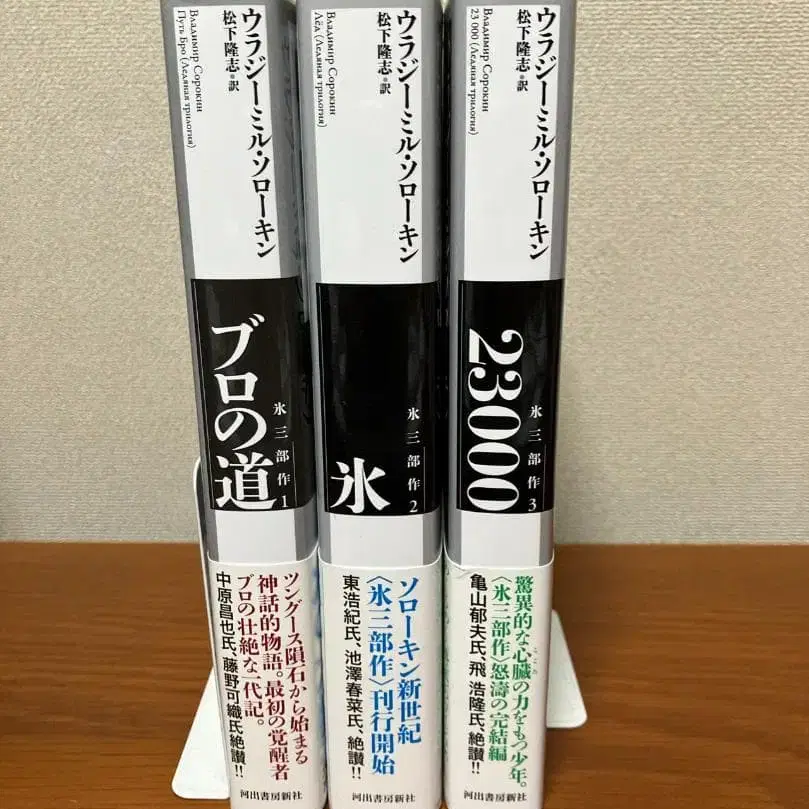 ウラジーミル・ソローキン
松下隆志・訳
Владимир Сорокин
Путь Бро (Ледяная трилогия)
氷三部作1
ブロの道
ツングース隕石から始まる
神話的物語。最初の覚醒者
ブロの壮絶な一代記。
中原昌也氏、藤野可織氏絶讃!!
河出書房新社
ウラジーミル・ソローキン
松下隆志・訳
Владимир Сорокин
Лёд (Ледяная трилогия)
氷三部作2
氷
ソローキン新世紀
〈氷三部作〉刊行開始
東浩紀氏、池澤春菜氏、絶讃!!
河出書房新社
ウラジーミル・ソローキン
松下隆志・訳
Владимир Сорокин
23 000 (Ледяная трилогия)
氷三部作3
23000
驚異的な心臓の力をもつ少年。
〈氷三部作〉怒濤の完結編
亀山郁夫氏、飛 浩隆氏、絶讃!!
河出書房新社